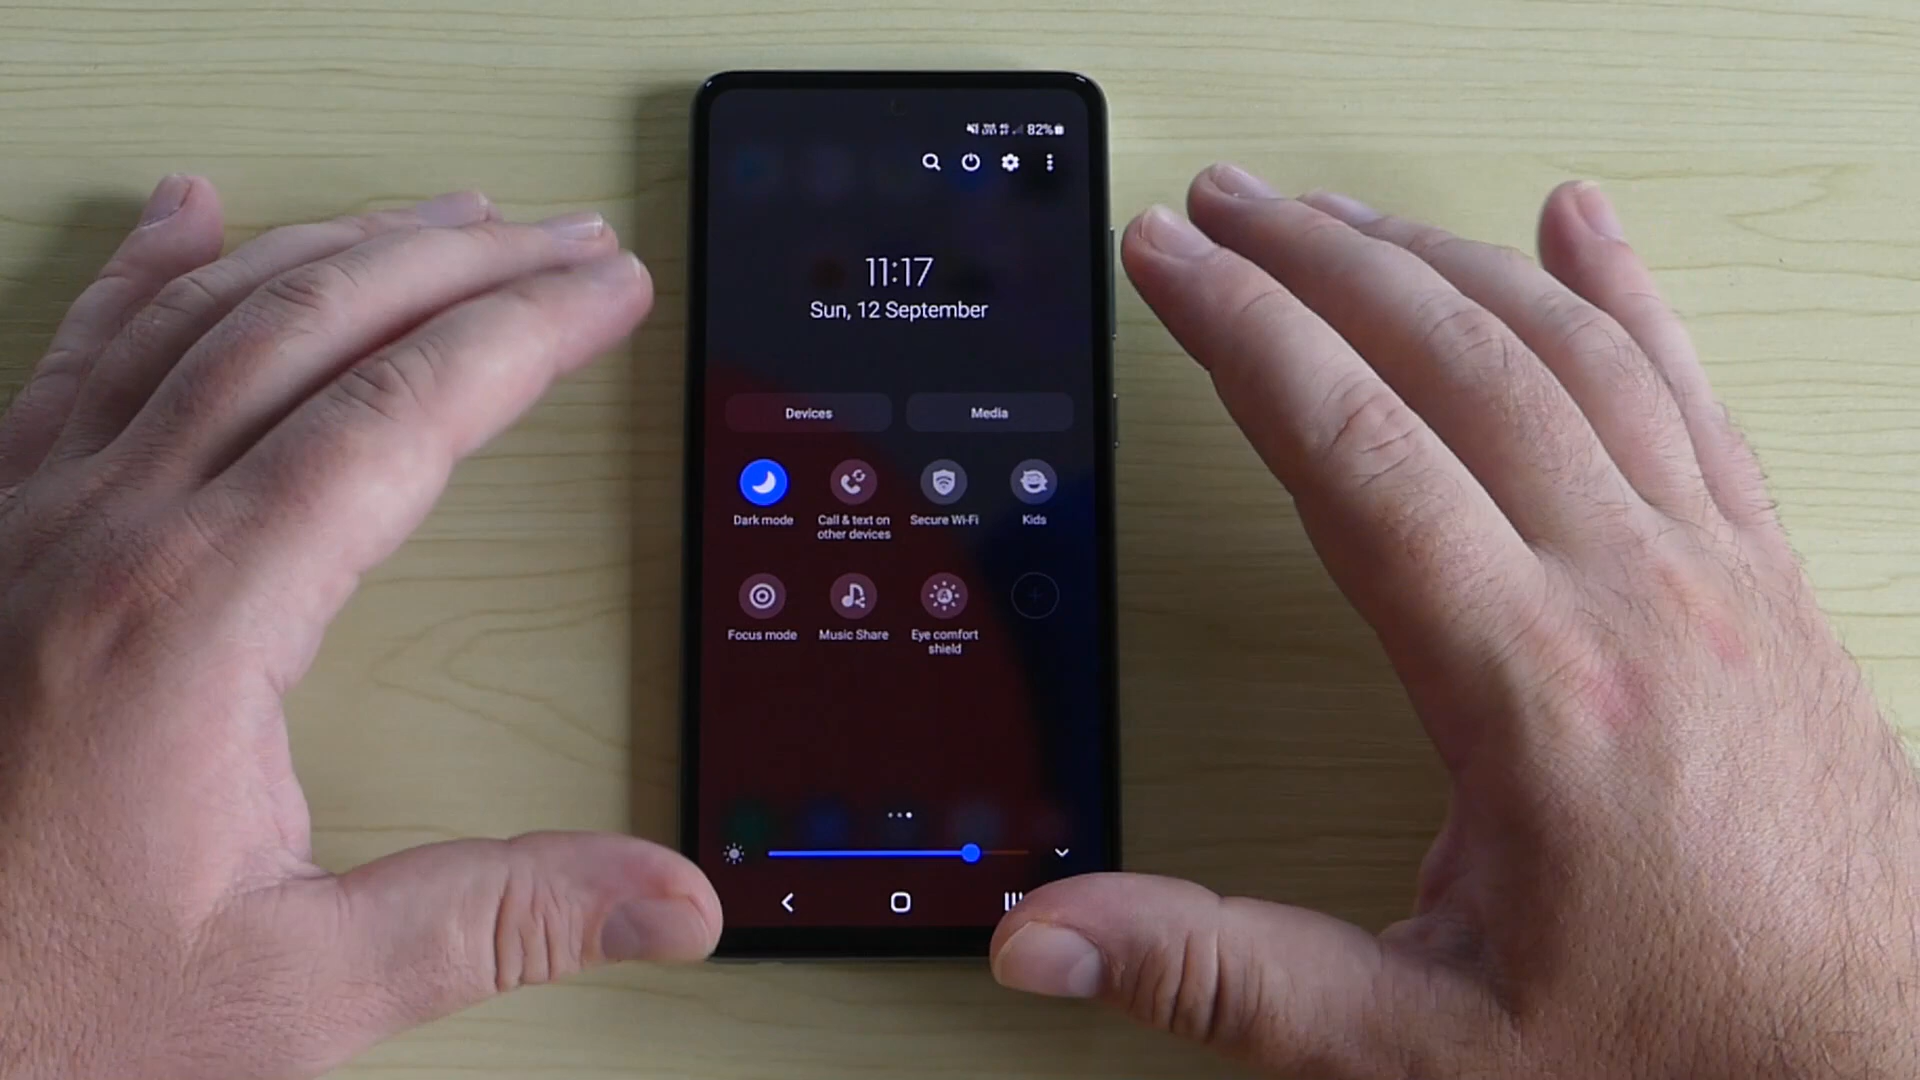 82%
11:17
Sun, 12 September
Devices
Media
Dark mode
Call & text on
other devices
Secure Wi-Fi
Kids
Focus mode
Music Share
Eye comfort
shield